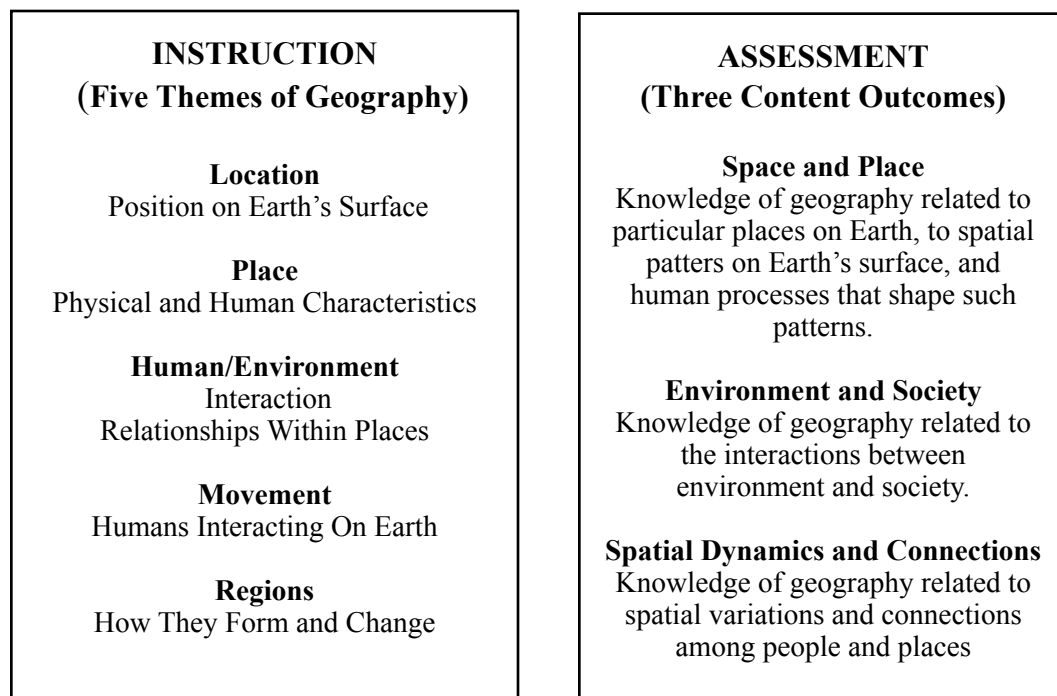 INSTRUCTION
(Five Themes of Geography)
Location
Position on Earth’s Surface
Place
Physical and Human Characteristics
Human/Environment
Interaction
Relationships Within Places
Movement
Humans Interacting On Earth
Regions
How They Form and Change
ASSESSMENT
(Three Content Outcomes)
Space and Place
Knowledge of geography related to
particular places on Earth, to spatial
patters on Earth’s surface, and
human processes that shape such
patterns.
Environment and Society
Knowledge of geography related to
the interactions between
environment and society.
Spatial Dynamics and Connections
Knowledge of geography related to
spatial variations and connections
among people and places